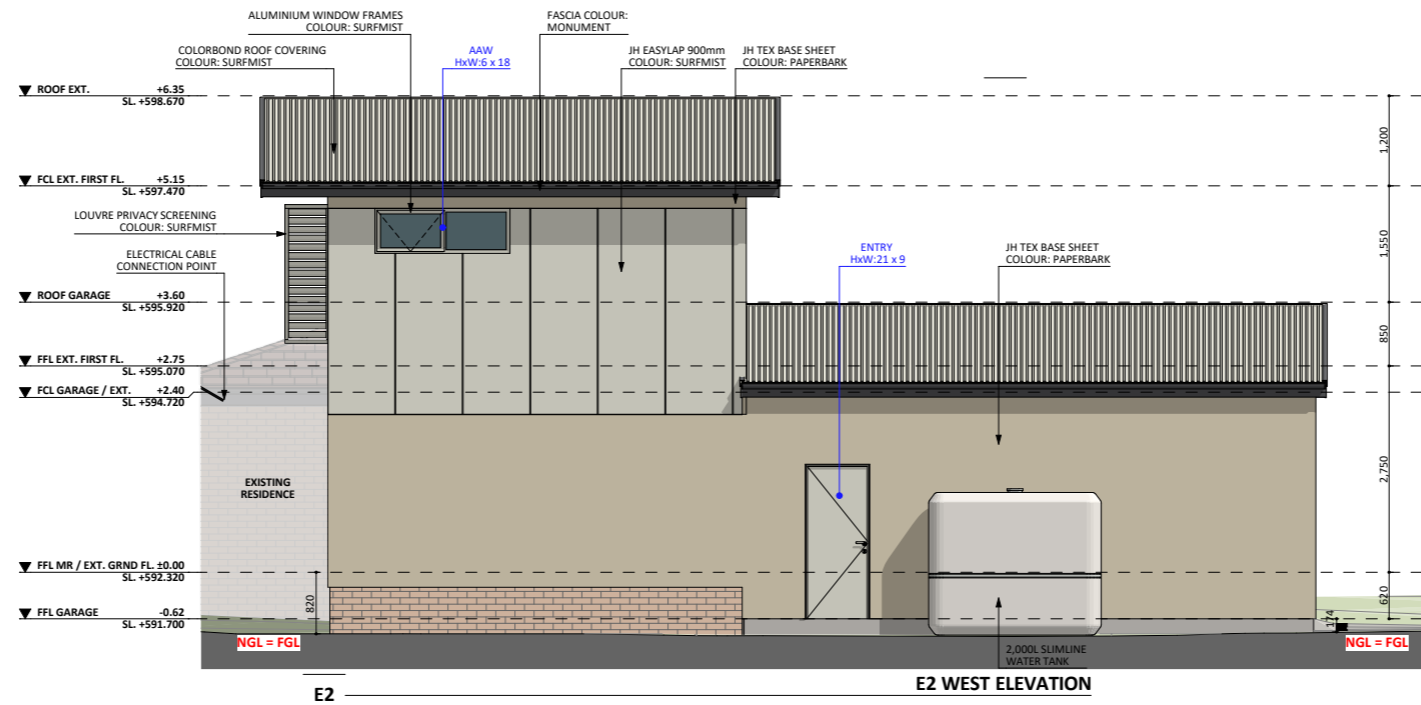 ALUMINIUM WINDOW FRAMES
COLOUR: SURFMIST
FASCIA COLOUR:
MONUMENT
COLORBOND ROOF COVERING
COLOUR: SURFMIST
AAW
HxW:6 x 18
JH EASYLAP 900mm
COLOUR: SURFMIST
JH TEX BASE SHEET
COLOUR: PAPERBARK
ROOF EXT. +6.35
SL. +598.670
1,200
FCL EXT. FIRST FL. +5.15
SL. +597.470
LOUVRE PRIVACY SCREENING
COLOUR: SURFMIST
ELECTRICAL CABLE
CONNECTION POINT
ENTRY
HxW:21 x 9
JH TEX BASE SHEET
COLOUR: PAPERBARK
1,550
ROOF GARAGE +3.60
SL. +595.920
850
FFL EXT. FIRST FL. +2.75
SL. +595.070
FCL GARAGE / EXT. +2.40
SL. +594.720
2,750
EXISTING
RESIDENCE
FFL MR / EXT. GRND FL. ±0.00
SL. +592.320
820
620
FFL GARAGE -0.62
SL. +591.700
174
NGL = FGL
NGL = FGL
2,000L SLIMLINE
WATER TANK
E2
E2 WEST ELEVATION